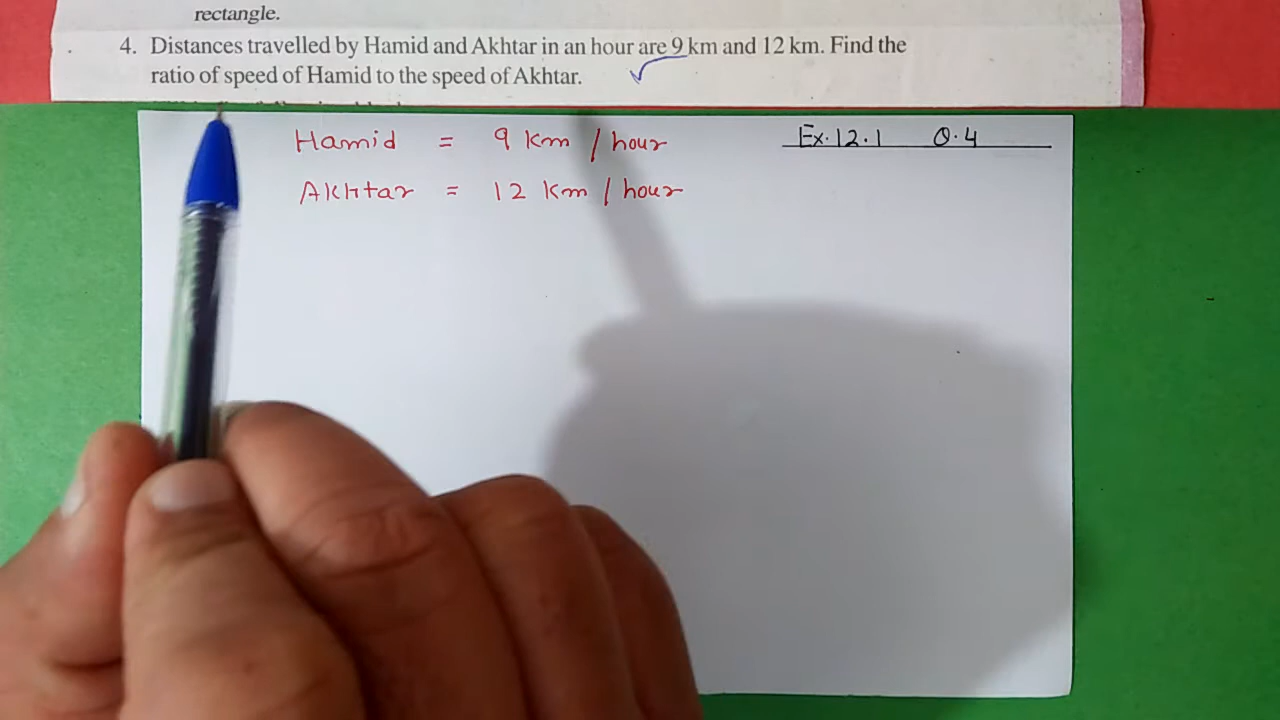 rectangle.
4. Distances travelled by Hamid and Akhtar in an hour are 9 km and 12 km. Find the
ratio of speed of Hamid to the speed of Akhtar.
Ex.12.1 Q.4
Hamid = 9 km / hour
Akhtar = 12 km / hour